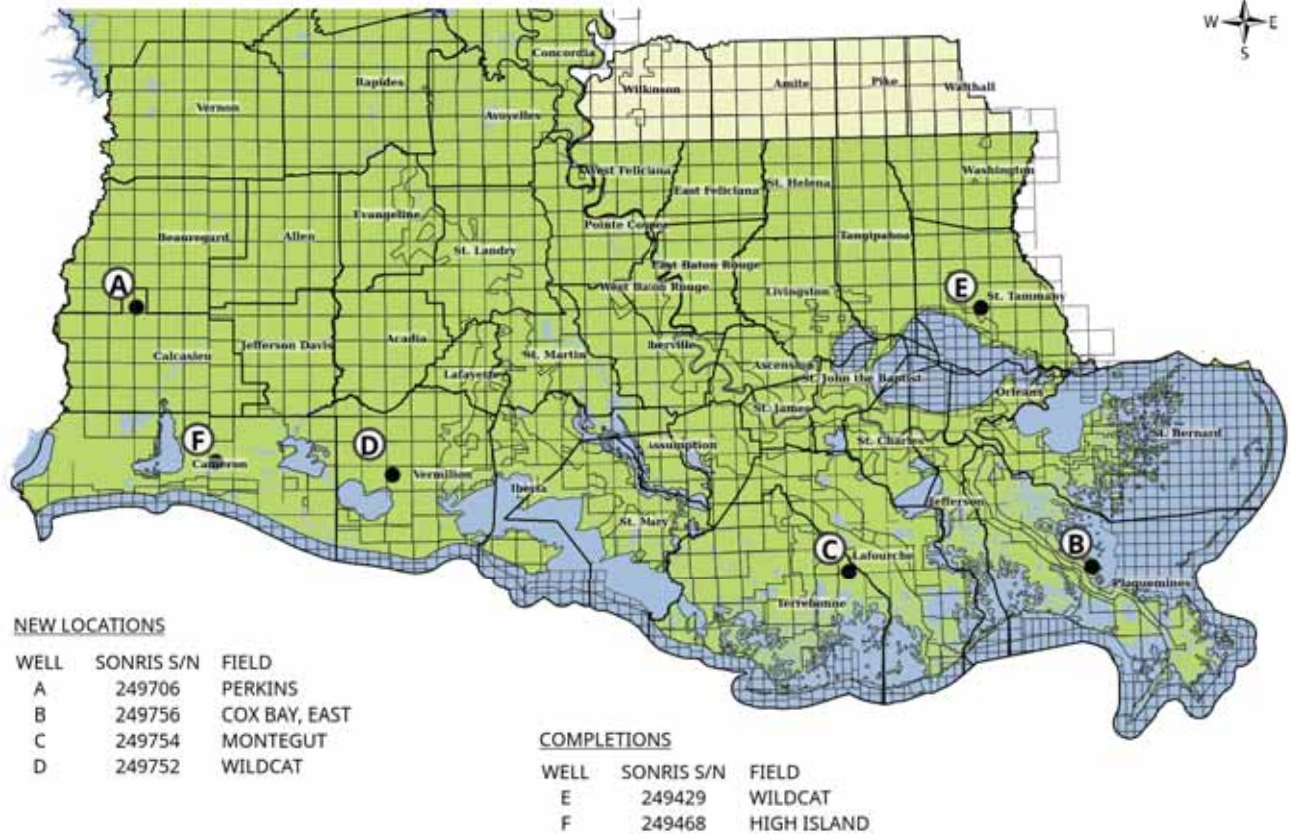 W E
S
Concordia
Rapides
Wilkinson Amite Pike Walthall
Vernon
Avoyelles
West Feliciana Washington
East Feliciana St. Helena
Evangeline
Pointe Coupee
Beauregard Allen Tangipahoa
St. Landry
East Baton Rouge
A West Baton Rouge Livingston E St. Tammany
Calcasieu Jefferson Davis Acadia St. Martin Iberville
Lafayette Ascension
St. John the Baptist
Orleans
St. James
F D Assumption St. Charles St. Bernard
Cameron Vermilion
Iberia Jefferson
St. Mary
C Lafourche B
Plaquemines
Terrebonne
NEW LOCATIONS
WELL SONRIS S/N FIELD
A 249706 PERKINS
B 249756 COX BAY, EAST
C 249754 MONTEGUT
D 249752 WILDCAT
COMPLETIONS
WELL SONRIS S/N FIELD
E 249429 WILDCAT
F 249468 HIGH ISLAND